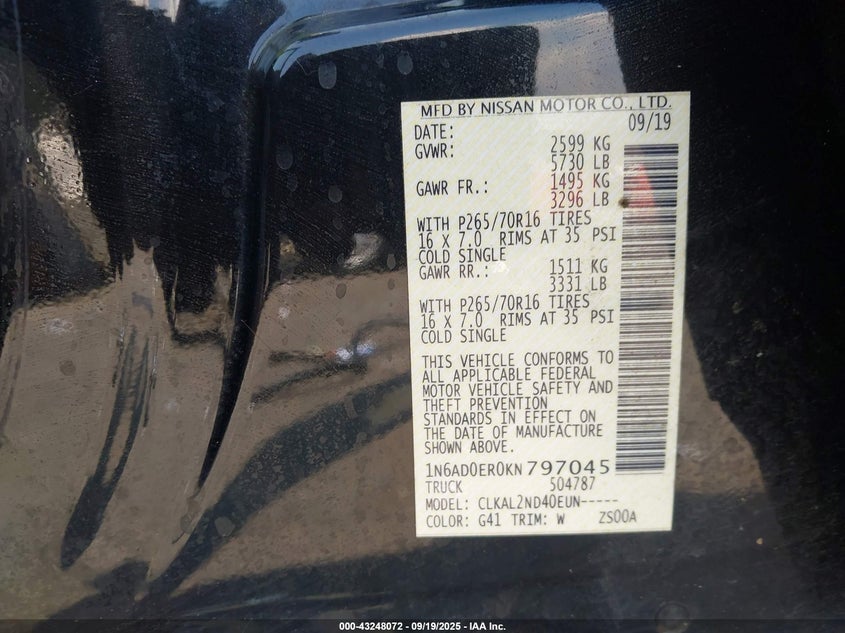 MFD BY NISSAN MOTOR CO., LTD.
DATE: 09/19
GVWR: 2599 KG
5730 LB
GAWR FR.: 1495 KG
3296 LB
WITH P265/70R16 TIRES
16 X 7.0 RIMS AT 35 PSI
COLD SINGLE
GAWR RR.: 1511 KG
3331 LB
WITH P265/70R16 TIRES
16 X 7.0 RIMS AT 35 PSI
COLD SINGLE
THIS VEHICLE CONFORMS TO
ALL APPLICABLE FEDERAL
MOTOR VEHICLE SAFETY AND
THEFT PREVENTION
STANDARDS IN EFFECT ON
THE DATE OF MANUFACTURE
SHOWN ABOVE.
1N6AD0ER0KN797045
TRUCK 504787
MODEL: CLKAL2ND40EUN-----
COLOR: G41 TRIM: W ZS00A
000-43248072 - 09/19/2025 - IAA Inc.